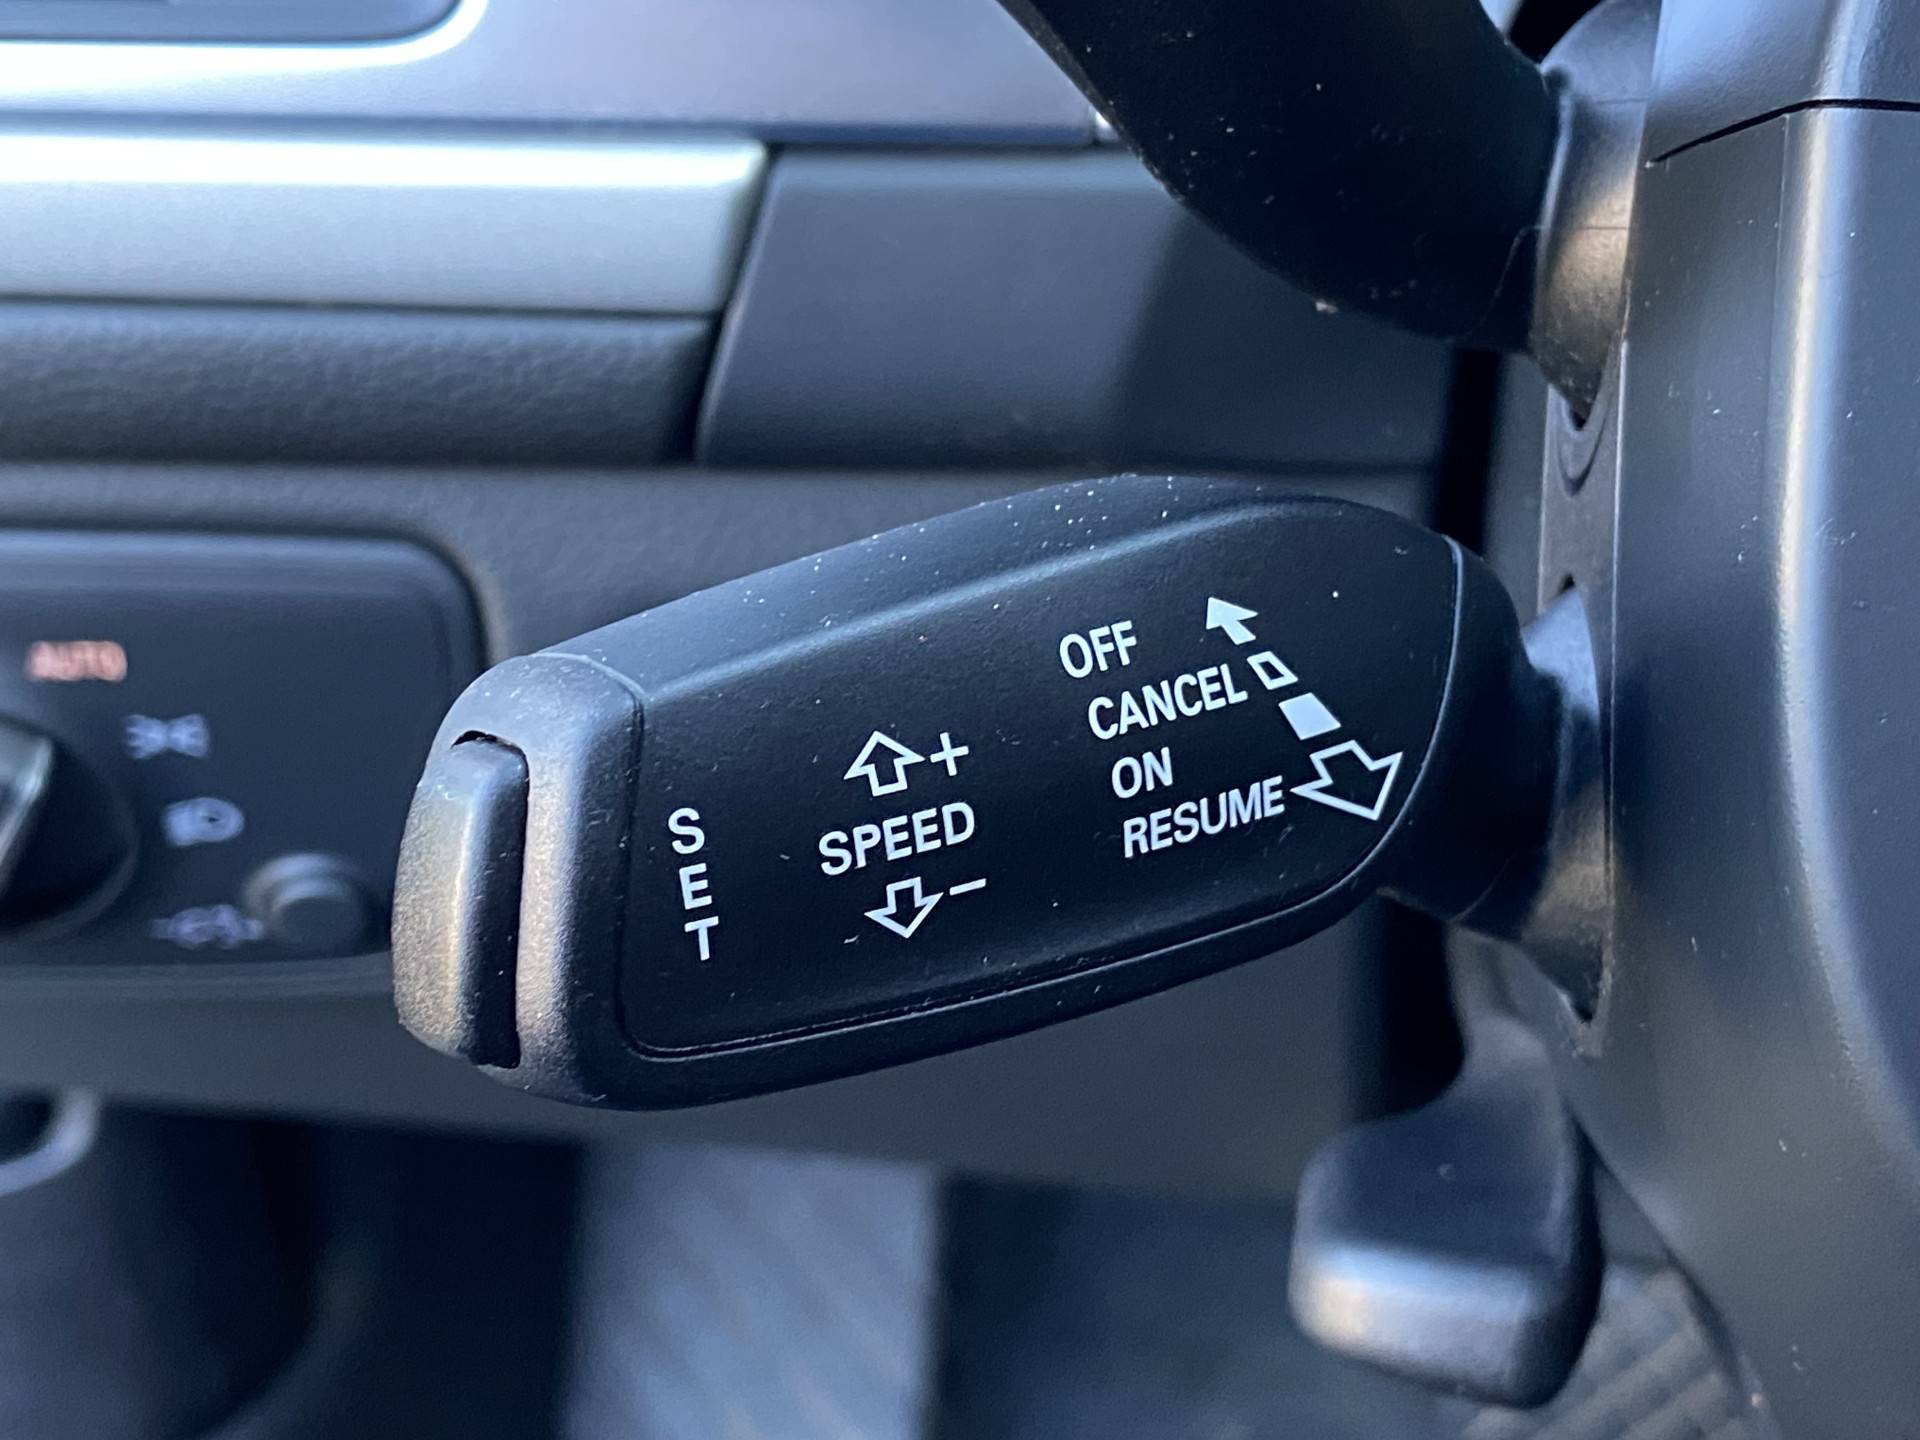 AUTO
OFF
CANCEL
ON
RESUME
+
SPEED
−
SET